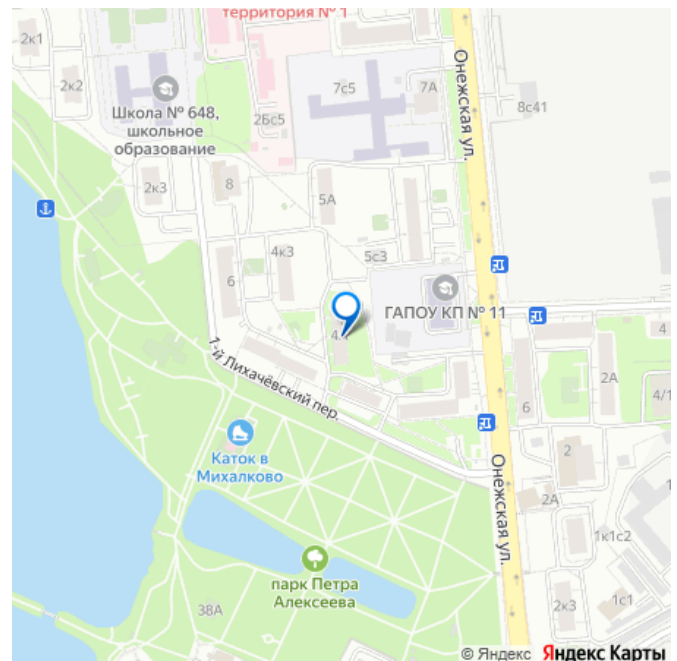 территория № 1
2к1
2к2
Школа № 648,
школьное
образование
2Бс5
7с5
7А
Онежская ул.
8с41
2к3
8
5А
4к3
5с3
6
ГАПОУ КП № 11
1-й Лихачёвский пер.
Каток в
Михалково
4
2А
4/1
6
2
2А
1к1с2
Онежская ул.
парк Петра
Алексеева
38А
2к3
1с1
© Яндекс Яндекс Карты